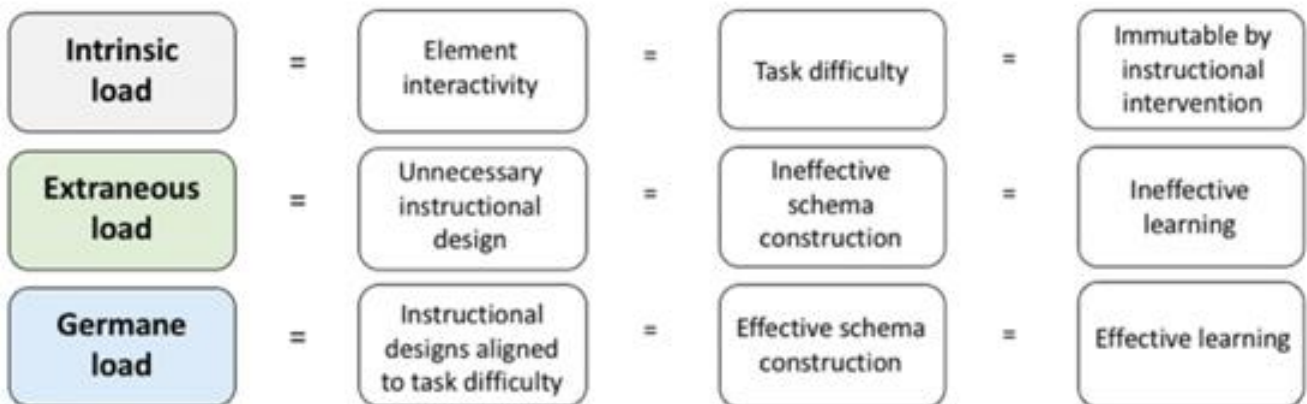 Intrinsic
load
=
Element
interactivity
=
Task difficulty
=
Immutable by
instructional
intervention
Extraneous
load
=
Unnecessary
instructional
design
=
Ineffective
schema
construction
=
Ineffective
learning
Germane
load
=
Instructional
designs aligned
to task difficulty
=
Effective schema
construction
=
Effective learning